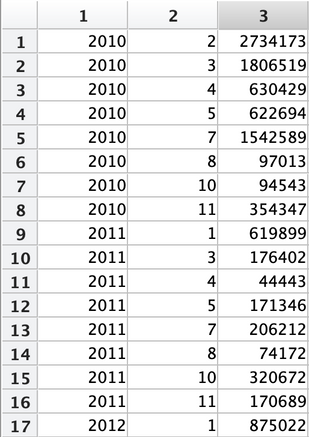 1 2 3
1 2010 2 2734173
2 2010 3 1806519
3 2010 4 630429
4 2010 5 622694
5 2010 7 1542589
6 2010 8 97013
7 2010 10 94543
8 2010 11 354347
9 2011 1 619899
10 2011 3 176402
11 2011 4 44443
12 2011 5 171346
13 2011 7 206212
14 2011 8 74172
15 2011 10 320672
16 2011 11 170689
17 2012 1 875022